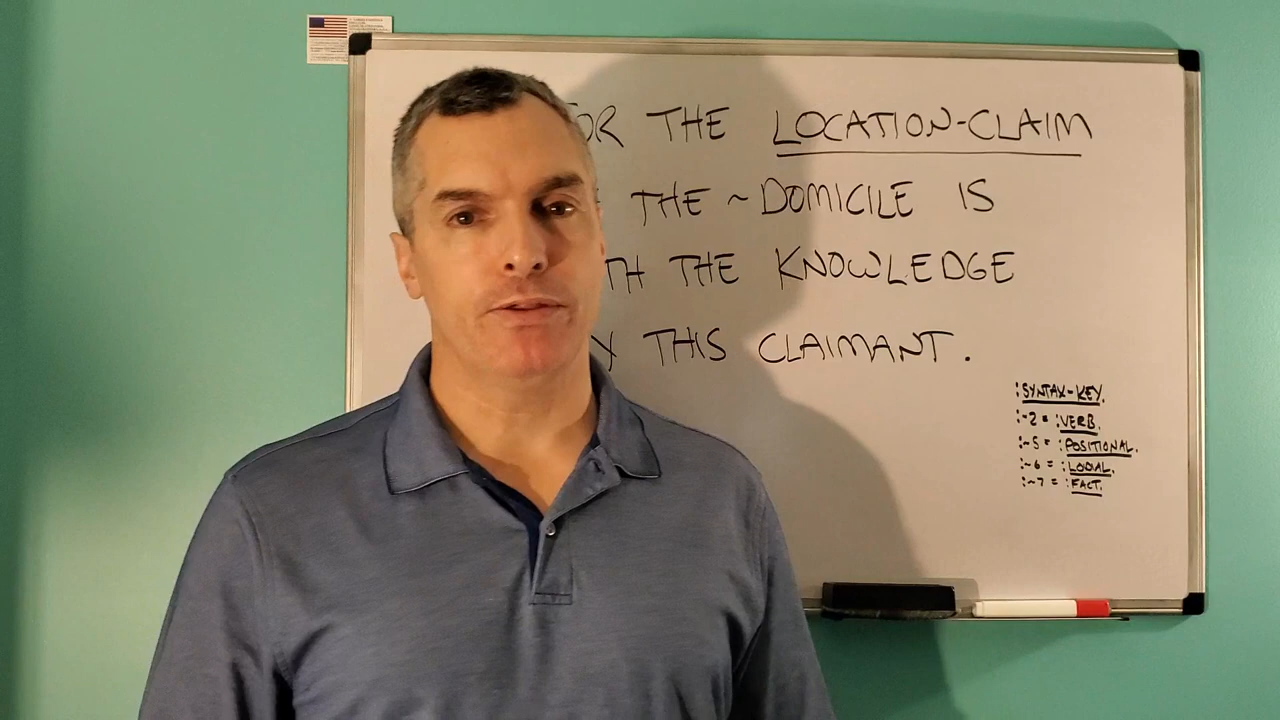 OR THE LOCATION-CLAIM
THE ~DOMICILE IS
TH THE KNOWLEDGE
Y THIS CLAIMANT.
:SYNTAX-KEY.
:~2 = :VERB.
:~5 = :POSITIONAL.
:~6 = :LODIAL.
:~7 = :FACT.